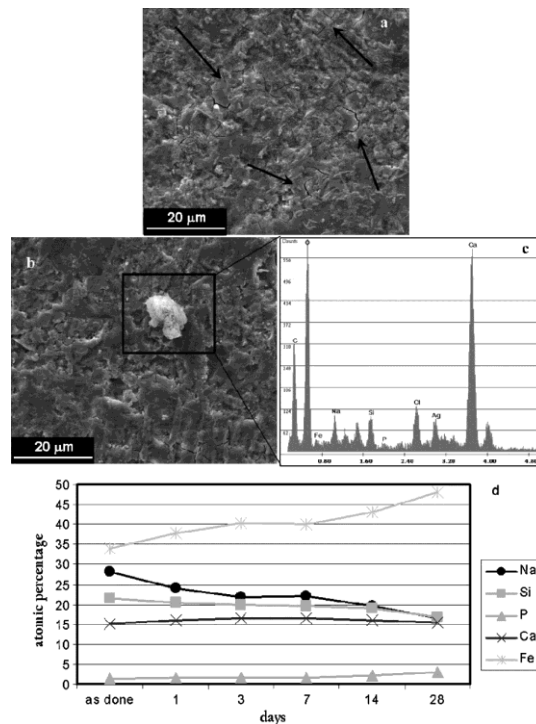 a
20 µm
b
20 µm
c
O
Ca
C
Na
Si
Cl
Ag
Fe
P
0.80 1.60 2.40 3.20 4.00
d
50
45
40
35
30
25
20
15
10
5
0
atomic percentage
as done 1 3 7 14 28
days
Na
Si
P
Ca
Fe